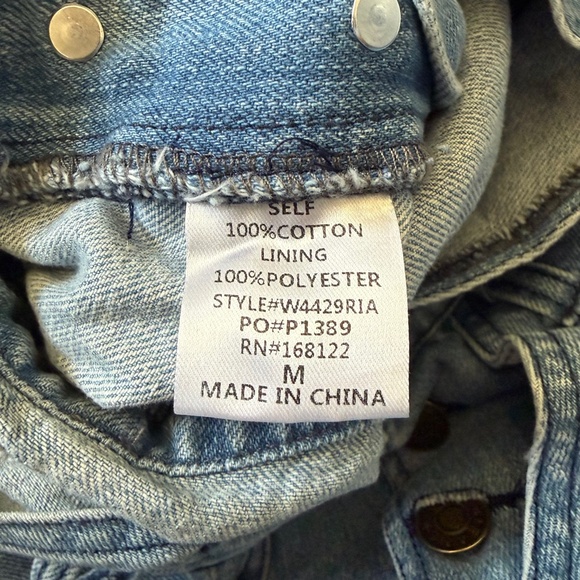 SELF
100%COTTON
LINING
100%POLYESTER
STYLE#W4429RIA
PO#P1389
RN#168122
M
MADE IN CHINA